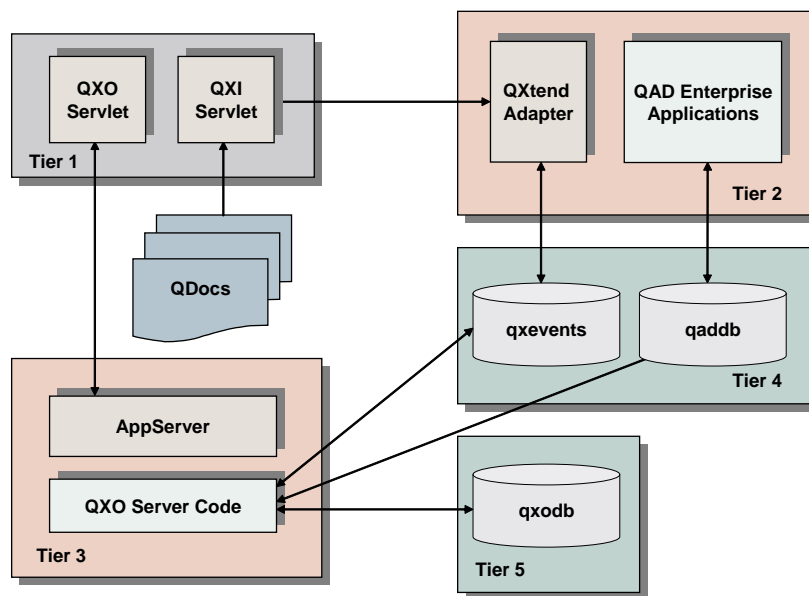 QXO
Servlet
QXI
Servlet
Tier 1
QXtend
Adapter
QAD Enterprise
Applications
Tier 2
QDocs
qxevents
qaddb
Tier 4
AppServer
QXO Server Code
Tier 3
qxodb
Tier 5